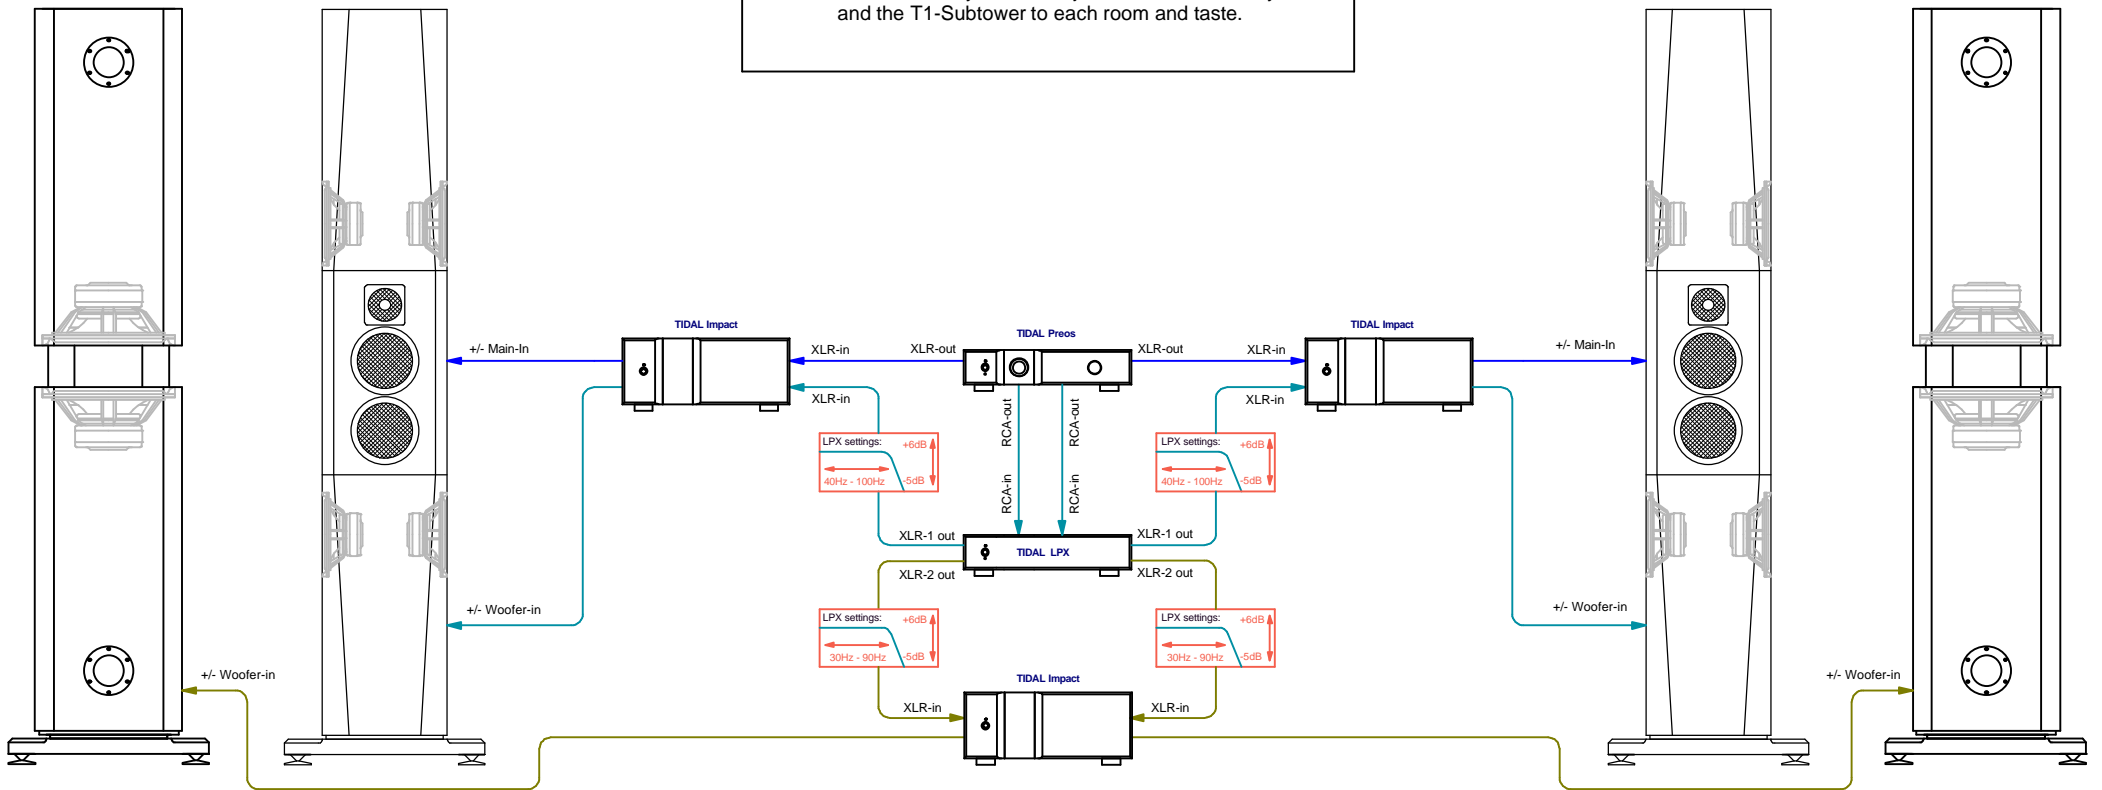 and the T1-Subtower to each room and taste.
TIDAL Impact
TIDAL Preos
TIDAL Impact
+/- Main-In
XLR-in
XLR-out
XLR-out
XLR-in
+/- Main-In
XLR-in
XLR-in
RCA-out
RCA-out
LPX settings:
+6dB
40Hz - 100Hz
-5dB
LPX settings:
+6dB
40Hz - 100Hz
-5dB
RCA-in
RCA-in
XLR-1 out
TIDAL LPX
XLR-1 out
XLR-2 out
XLR-2 out
+/- Woofer-in
+/- Woofer-in
LPX settings:
+6dB
30Hz - 90Hz
-5dB
LPX settings:
+6dB
30Hz - 90Hz
-5dB
+/- Woofer-in
TIDAL Impact
+/- Woofer-in
XLR-in
XLR-in